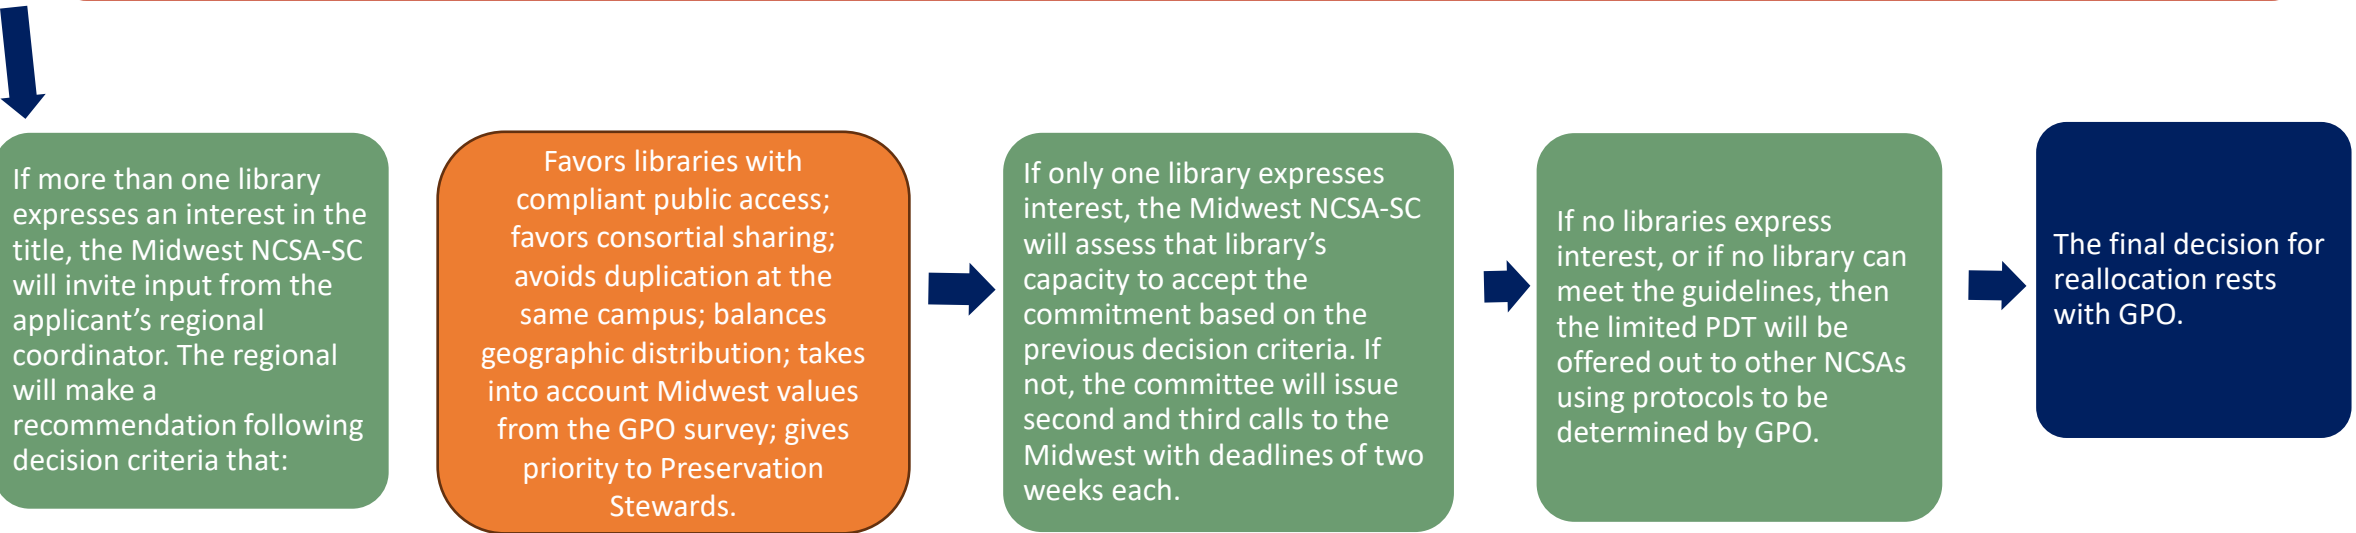 If more than one library
expresses an interest in the
title, the Midwest NCSA-SC
will invite input from the
applicant’s regional
coordinator. The regional
will make a
recommendation following
decision criteria that:
Favors libraries with
compliant public access;
favors consortial sharing;
avoids duplication at the
same campus; balances
geographic distribution; takes
into account Midwest values
from the GPO survey; gives
priority to Preservation
Stewards.
If only one library expresses
interest, the Midwest NCSA-SC
will assess that library’s
capacity to accept the
commitment based on the
previous decision criteria. If
not, the committee will issue
second and third calls to the
Midwest with deadlines of two
weeks each.
If no libraries express
interest, or if no library can
meet the guidelines, then
the limited PDT will be
offered out to other NCSAs
using protocols to be
determined by GPO.
The final decision for
reallocation rests
with GPO.